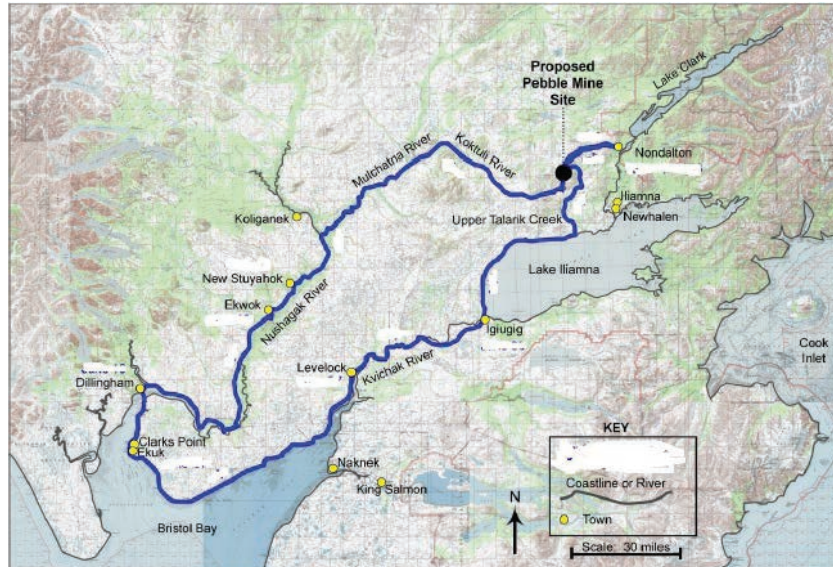 Proposed
Pebble Mine
Site
Lake Clark
Nondalton
Mulchatna River
Koktuli River
Iliamna
Newhalen
Koliganek
Upper Talarik Creek
Lake Iliamna
New Stuyahok
Ekwok
Nushagak River
Igiugig
Cook
Inlet
Levelock
Kvichak River
Dillingham
Clarks Point
Ekuk
KEY
Naknek
King Salmon
Coastline or River
N
Town
Bristol Bay
Scale: 30 miles